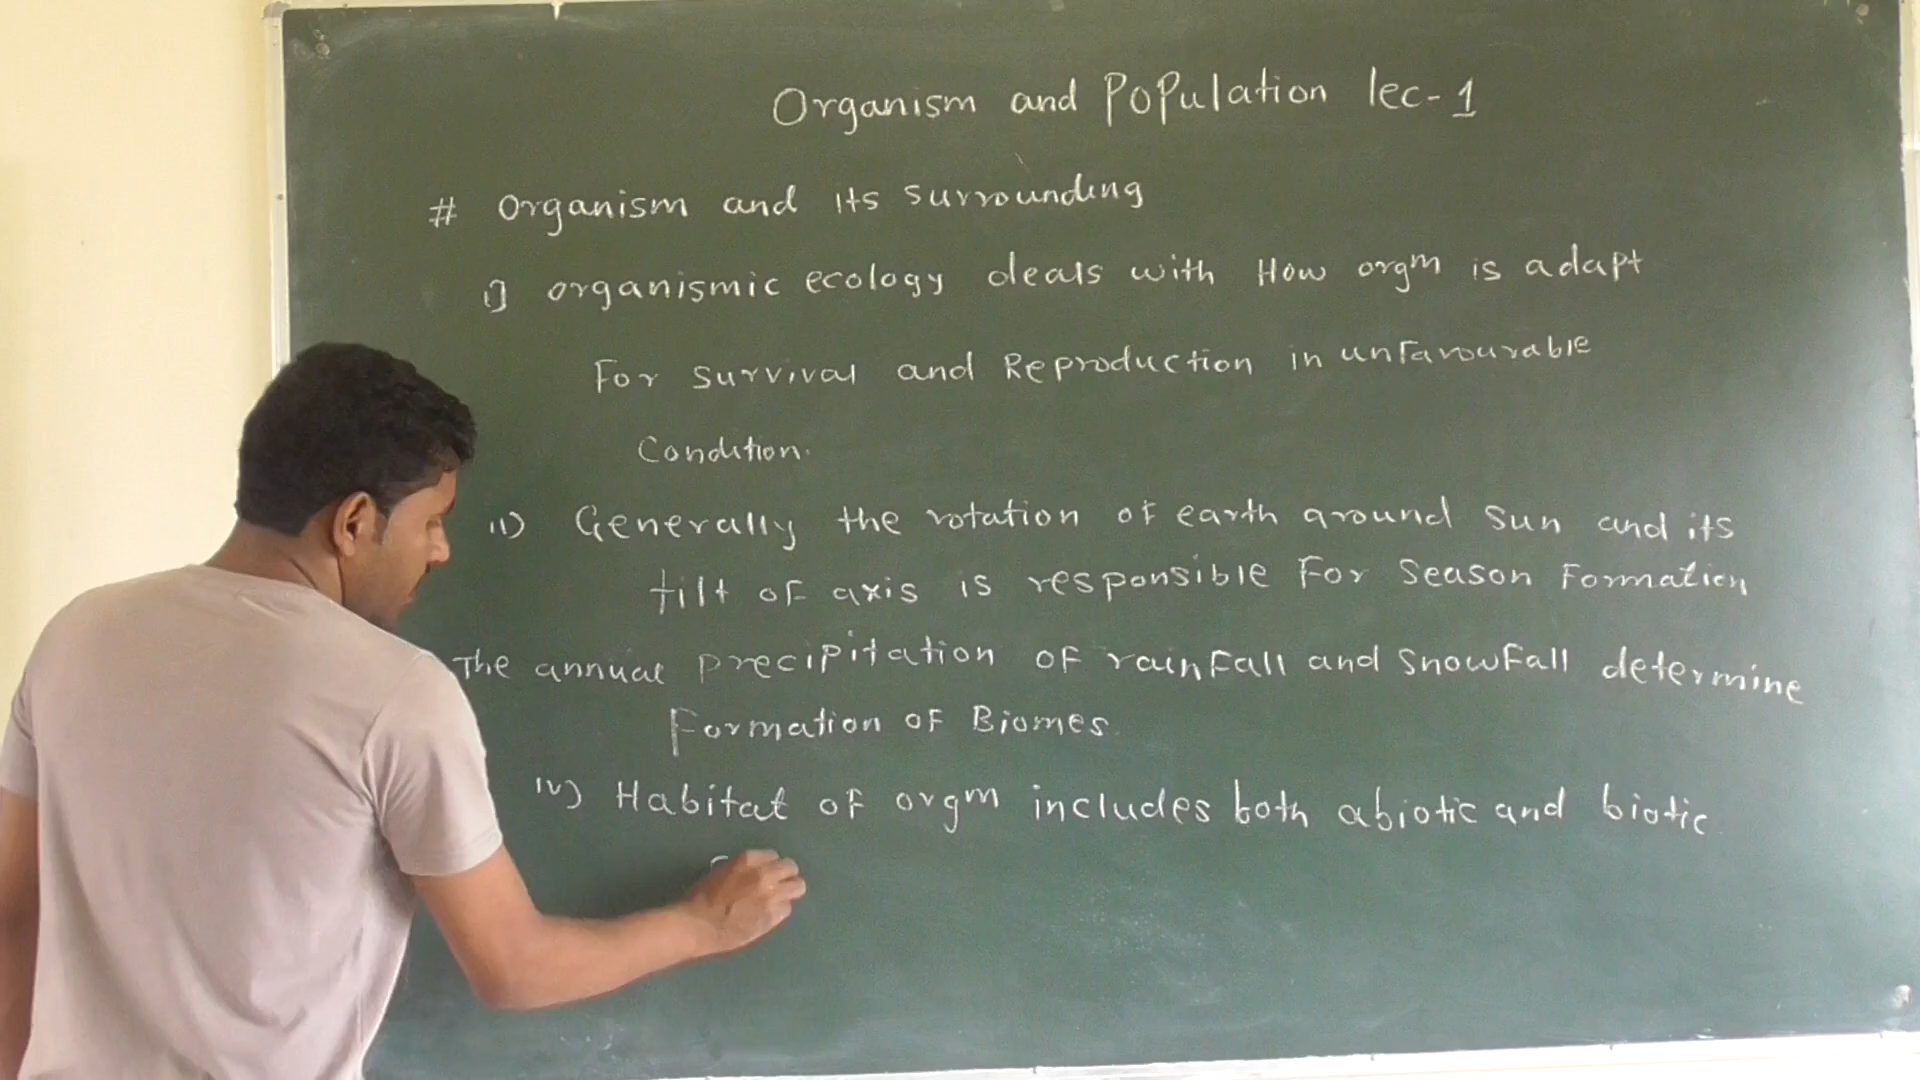 Organism and Population lec-1
# organism and its surrounding
i) organismic ecology deals with How orgm is adapt
For survival and Reproduction in unfavourable
Condition.
ii) Generally the rotation of earth around sun and its
tilt of axis is responsible For season Formation
The annual precipitation of rainfall and snowfall determine
Formation of Biomes.
iv) Habitat of orgm includes both abiotic and biotic